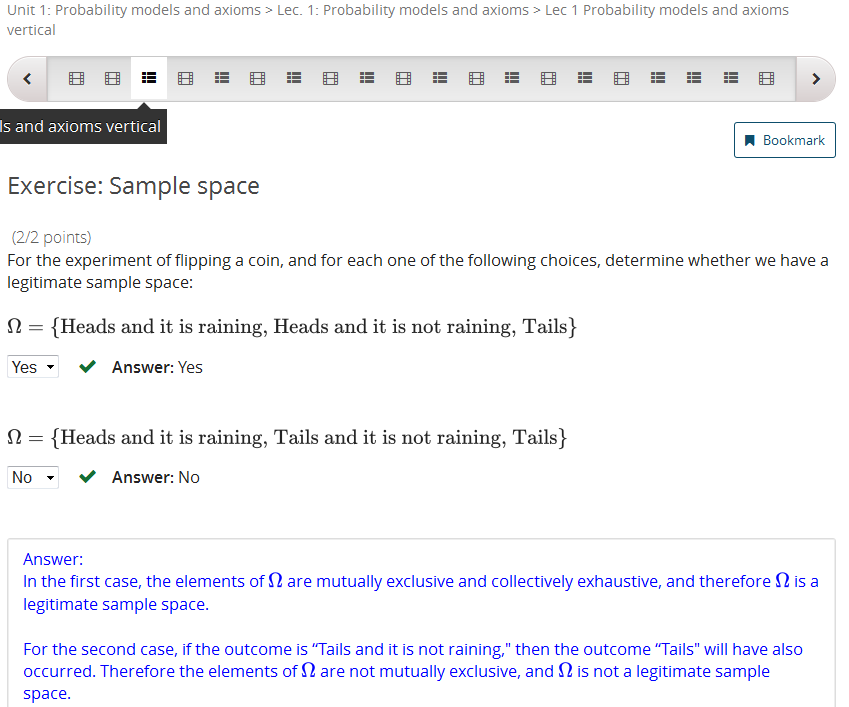 Unit 1: Probability models and axioms > Lec. 1: Probability models and axioms > Lec 1 Probability models and axioms
vertical
ls and axioms vertical
Bookmark
Exercise: Sample space
(2/2 points)
For the experiment of flipping a coin, and for each one of the following choices, determine whether we have a
legitimate sample space:
Ω = {Heads and it is raining, Heads and it is not raining, Tails}
Yes Answer: Yes
Ω = {Heads and it is raining, Tails and it is not raining, Tails}
No Answer: No
Answer:
In the first case, the elements of Ω are mutually exclusive and collectively exhaustive, and therefore Ω is a
legitimate sample space.
For the second case, if the outcome is “Tails and it is not raining," then the outcome “Tails" will have also
occurred. Therefore the elements of Ω are not mutually exclusive, and Ω is not a legitimate sample
space.